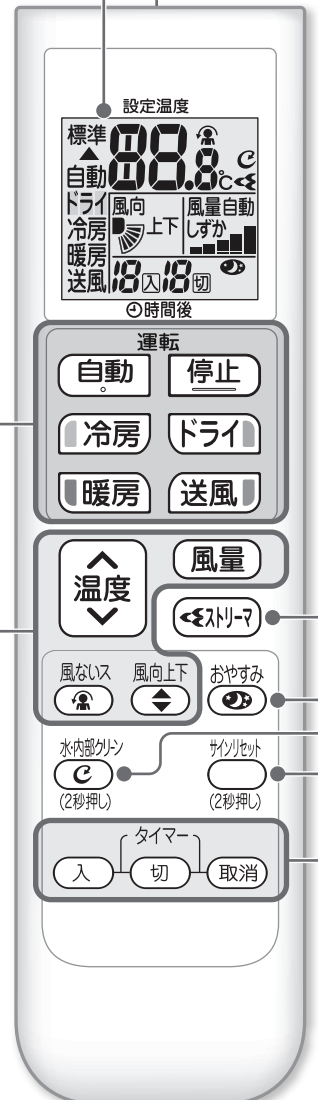 設定温度
標準
▲
自動
88.8℃
ドライ
冷房
暖房
送風
風向
上下
風量自動
しずか
18入18切
時間後
運転
自動 停止
冷房 ドライ
暖房 送風
温度 風量
ストリーマ
風ないス 風向上下 おやすみ
水内部クリン サインリセット
(2秒押し) (2秒押し)
タイマー
入 切 取消